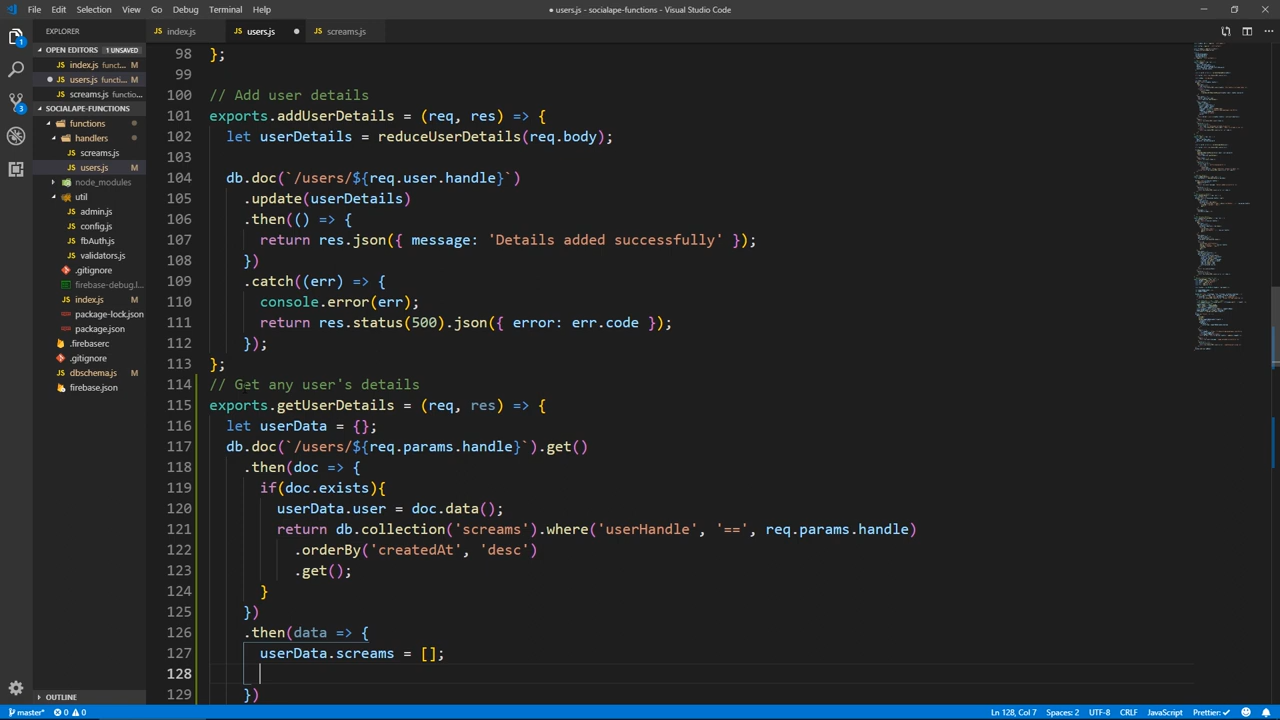 File Edit Selection View Go Debug Terminal Help
● users.js - socialape-functions - Visual Studio Code
EXPLORER
index.js
users.js
screams.js
OPEN EDITORS 1 UNSAVED
index.js funct... M
users.js functi... M
screams.js functio...
SOCIALAPE-FUNCTIONS
functions
handlers
screams.js
users.js M
node_modules
util
admin.js
config.js
fbAuth.js
validators.js
.gitignore
firebase-debug.l...
index.js M
package-lock.json
package.json
.firebaserc
.gitignore
dbschema.js M
firebase.json
OUTLINE
98 };
99
100 // Add user details
101 exports.addUserDetails = (req, res) => {
102 let userDetails = reduceUserDetails(req.body);
103
104 db.doc(`/users/${req.user.handle}`)
105 .update(userDetails)
106 .then(() => {
107 return res.json({ message: 'Details added successfully' });
108 })
109 .catch((err) => {
110 console.error(err);
111 return res.status(500).json({ error: err.code });
112 });
113 };
114 // Get any user's details
115 exports.getUserDetails = (req, res) => {
116 let userData = {};
117 db.doc(`/users/${req.params.handle}`).get()
118 .then(doc => {
119 if(doc.exists){
120 userData.user = doc.data();
121 return db.collection('screams').where('userHandle', '==', req.params.handle)
122 .orderBy('createdAt', 'desc')
123 .get();
124 }
125 })
126 .then(data => {
127 userData.screams = [];
128
129 })
1
3
master* 0 0
Ln 128, Col 7 Spaces: 2 UTF-8 CRLF JavaScript Prettier: ✓